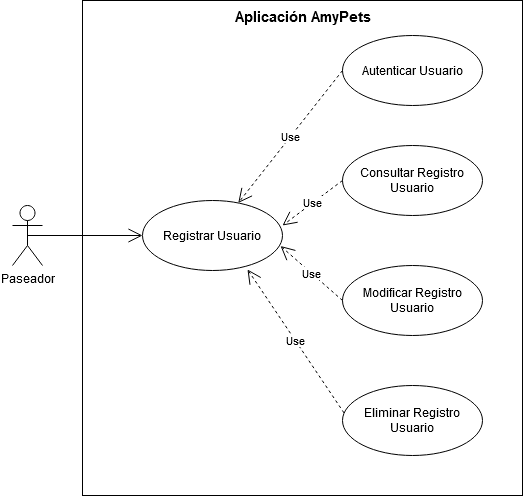 Aplicación AmyPets
Autenticar Usuario
Use
Consultar Registro
Usuario
Use
Registrar Usuario
Paseador
Use
Modificar Registro
Usuario
Use
Eliminar Registro
Usuario